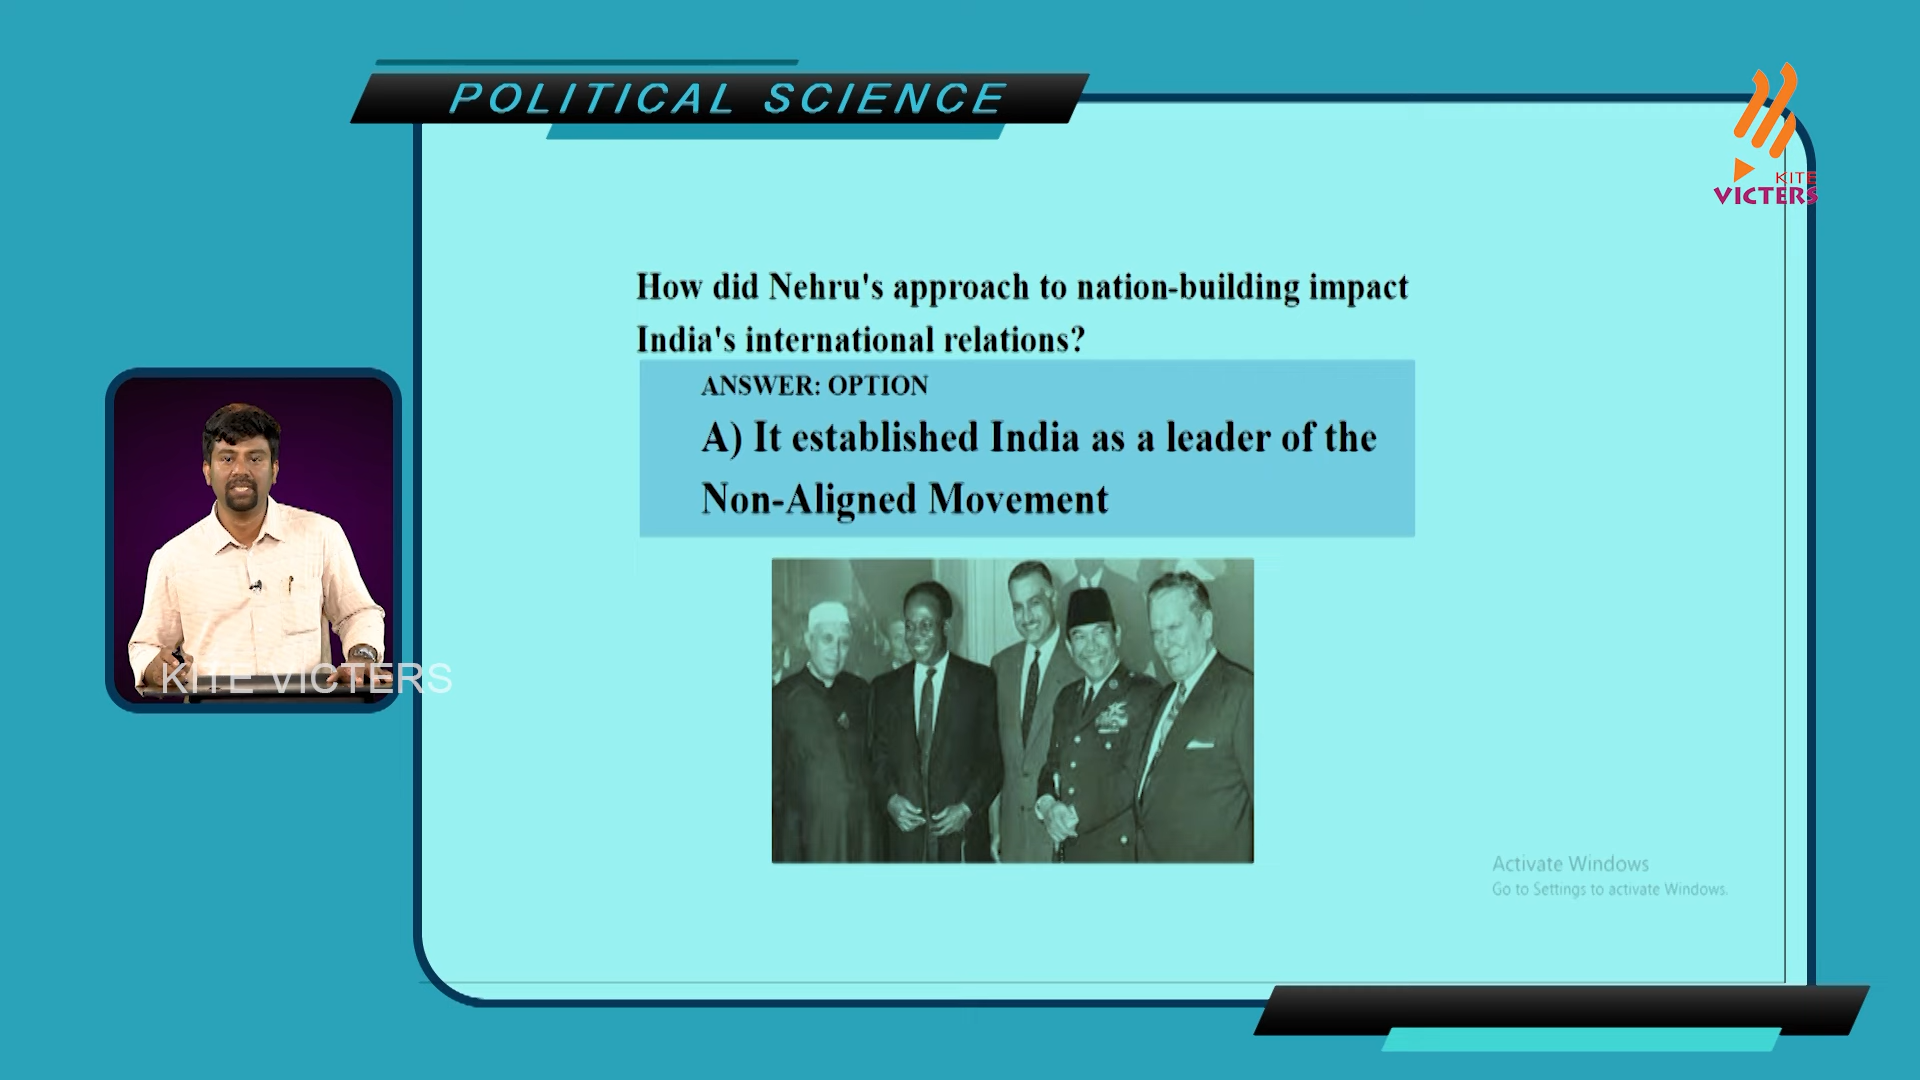 POLITICAL SCIENCE
KITE
VICTERS
How did Nehru's approach to nation-building impact
India's international relations?
ANSWER: OPTION
A) It established India as a leader of the
Non-Aligned Movement
KITE VICTERS
Activate Windows
Go to Settings to activate Windows.